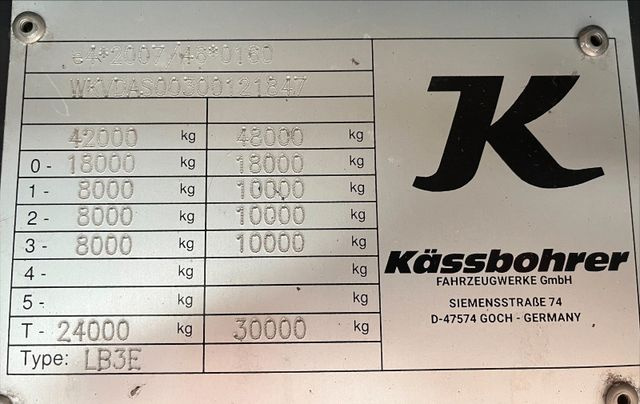 e4*2007/46*0160
WKVDAS00300121847
42000 kg 48000 kg
0- 18000 kg 18000 kg
1- 8000 kg 10000 kg
2- 8000 kg 10000 kg
3- 8000 kg 10000 kg
4- kg kg
5- kg kg
T- 24000 kg 30000 kg
Type: LB3E
K
Kässbohrer
FAHRZEUGWERKE GmbH
SIEMENSSTRAßE 74
D-47574 GOCH - GERMANY